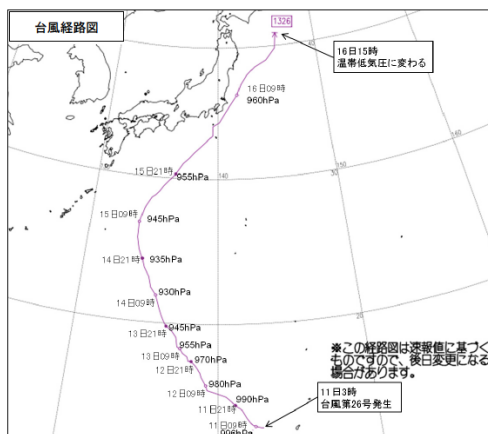 台風経路図
1326
16日15時
温帯低気圧に変わる
40
16日09時
960hPa
160
150
15日21時
955hPa
140
15日09時
945hPa
14日21時
935hPa
930hPa
14日09時
20
945hPa
13日21時
955hPa
13日09時
970hPa
12日21時
※この経路図は速報値に基づく
ものですので、後日変更になる
場合があります。
980hPa
12日09時
990hPa
11日21時
11日3時
台風第26号発生
11日09時
996hPa